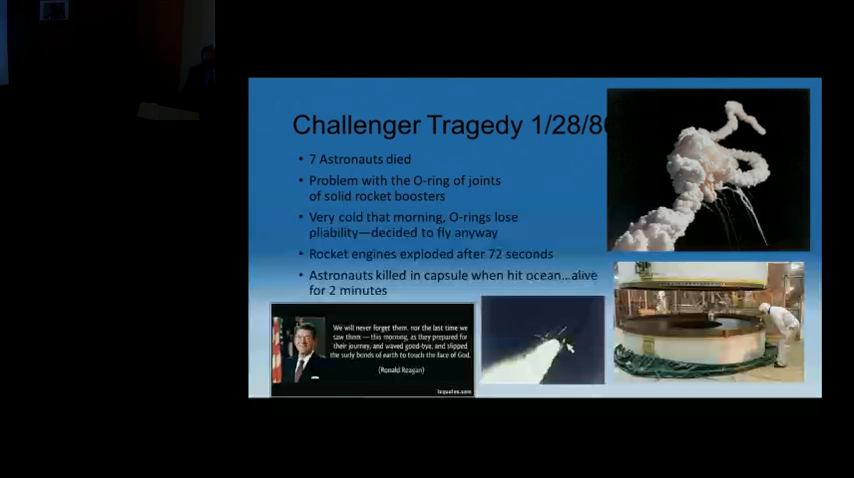 Challenger Tragedy 1/28/86
• 7 Astronauts died
• Problem with the O-ring of joints
of solid rocket boosters
• Very cold that morning, O-rings lose
pliability—decided to fly anyway
• Rocket engines exploded after 72 seconds
• Astronauts killed in capsule when hit ocean...alive
for 2 minutes
We will never forget them, nor the last time we
saw them — this morning, as they prepared for
their journey, and waved good-bye, and slipped
the surly bonds of earth to touch the face of God.
(Ronald Reagan)
izquotes.com